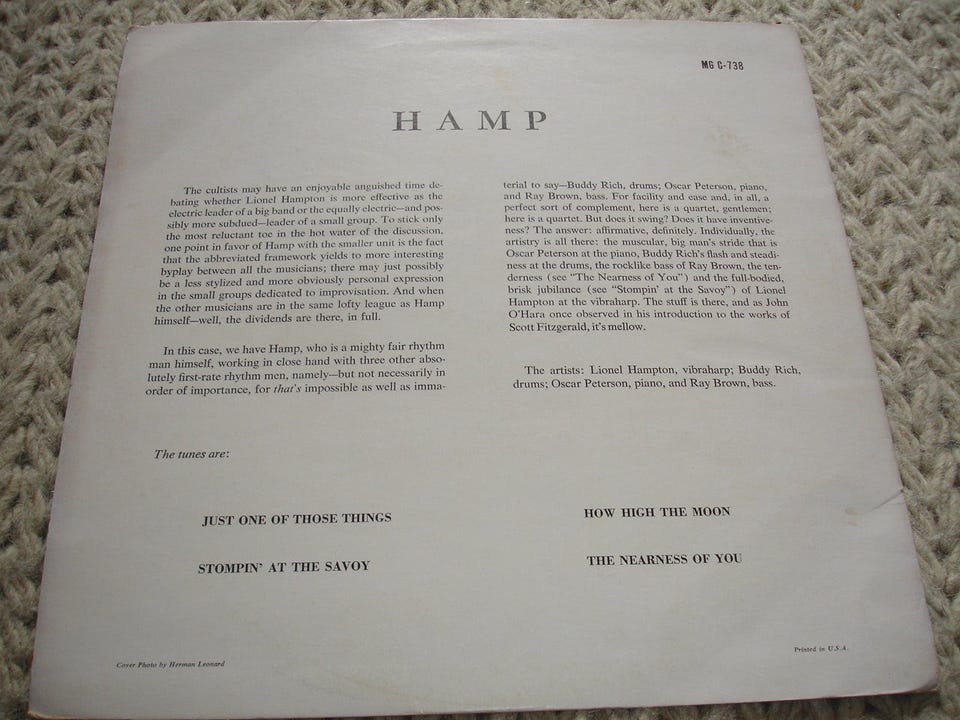 MG C-738
HAMP
The cultists may have an enjoyable anguished time de-
bating whether Lionel Hampton is more effective as the
electric leader of a big band or the equally electric—and pos-
sibly more subdued—leader of a small group. To stick only
the most reluctant toe in the hot water of the discussion,
one point in favor of Hamp with the smaller unit is the fact
that the abbreviated framework yields to more interesting
byplay between all the musicians; there may just possibly
be a less stylized and more obviously personal expression
in the small groups dedicated to improvisation. And when
the other musicians are in the same lofty league as Hamp
himself—well, the dividends are there, in full.
In this case, we have Hamp, who is a mighty fair rhythm
man himself, working in close hand with three other abso-
lutely first-rate rhythm men, namely—but not necessarily in
order of importance, for that's impossible as well as imma-
terial to say—Buddy Rich, drums; Oscar Peterson, piano,
and Ray Brown, bass. For facility and ease and, in all, a
perfect sort of complement, here is a quartet, gentlemen;
here is a quartet. But does it swing? Does it have inventive-
ness? The answer: affirmative, definitely. Individually, the
artistry is all there: the muscular, big man's stride that is
Oscar Peterson at the piano, Buddy Rich's flash and steadi-
ness at the drums, the rocklike bass of Ray Brown, the ten-
derness (see "The Nearness of You") and the full-bodied,
brisk jubilance (see "Stompin' at the Savoy") of Lionel
Hampton at the vibraharp. The stuff is there, and as John
O'Hara once observed in his introduction to the works of
Scott Fitzgerald, it's mellow.
The artists: Lionel Hampton, vibraharp; Buddy Rich,
drums; Oscar Peterson, piano, and Ray Brown, bass.
The tunes are:
JUST ONE OF THOSE THINGS
STOMPIN' AT THE SAVOY
HOW HIGH THE MOON
THE NEARNESS OF YOU
Cover Photo by Herman Leonard
Printed in U.S.A.